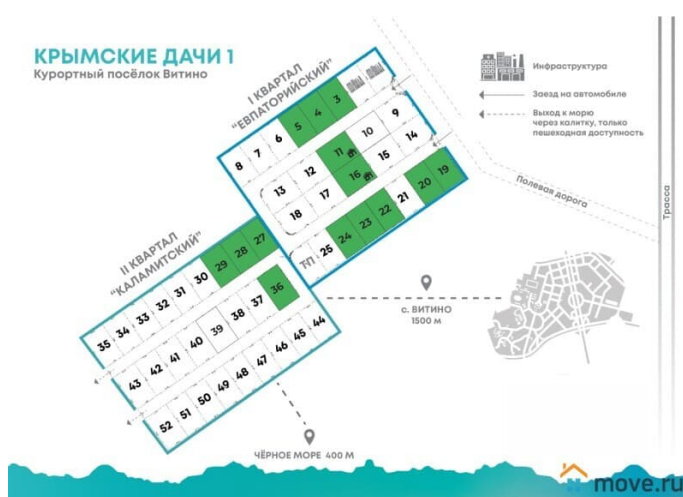 КРЫМСКИЕ ДАЧИ 1
Курортный посёлок Витино
I КВАРТАЛ
"ЕВПАТОРИЙСКИЙ"
Инфраструктура
Заезд на автомобиле
Выход к морю
через калитку, только
пешеходная доступность
8 7 6 5 4 3
13 12 11 10 9
18 17 16 15 14
ТП 25 24 23 22 21 20 19
Полевая дорога
Трасса
II КВАРТАЛ
"КАЛАМИТСКИЙ"
35 34 33 32 31 30 29 28 27
43 42 41 40 39 38 37 36
52 51 50 49 48 47 46 45 44
с. ВИТИНО
1500 м
ЧЁРНОЕ МОРЕ 400 М
move.ru